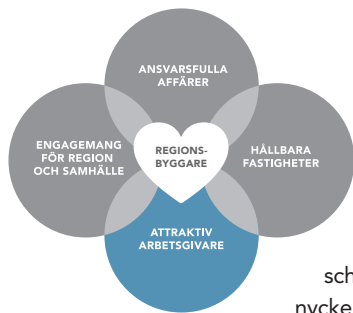 ANSVARSFULLA
AFFÄRER
ENGAGEMANG
FÖR REGION
OCH SAMHÄLLE
REGIONS-
BYGGARE
HÅLLBARA
FASTIGHETER
ATTRAKTIV
ARBETSGIVARE
sch
nycke